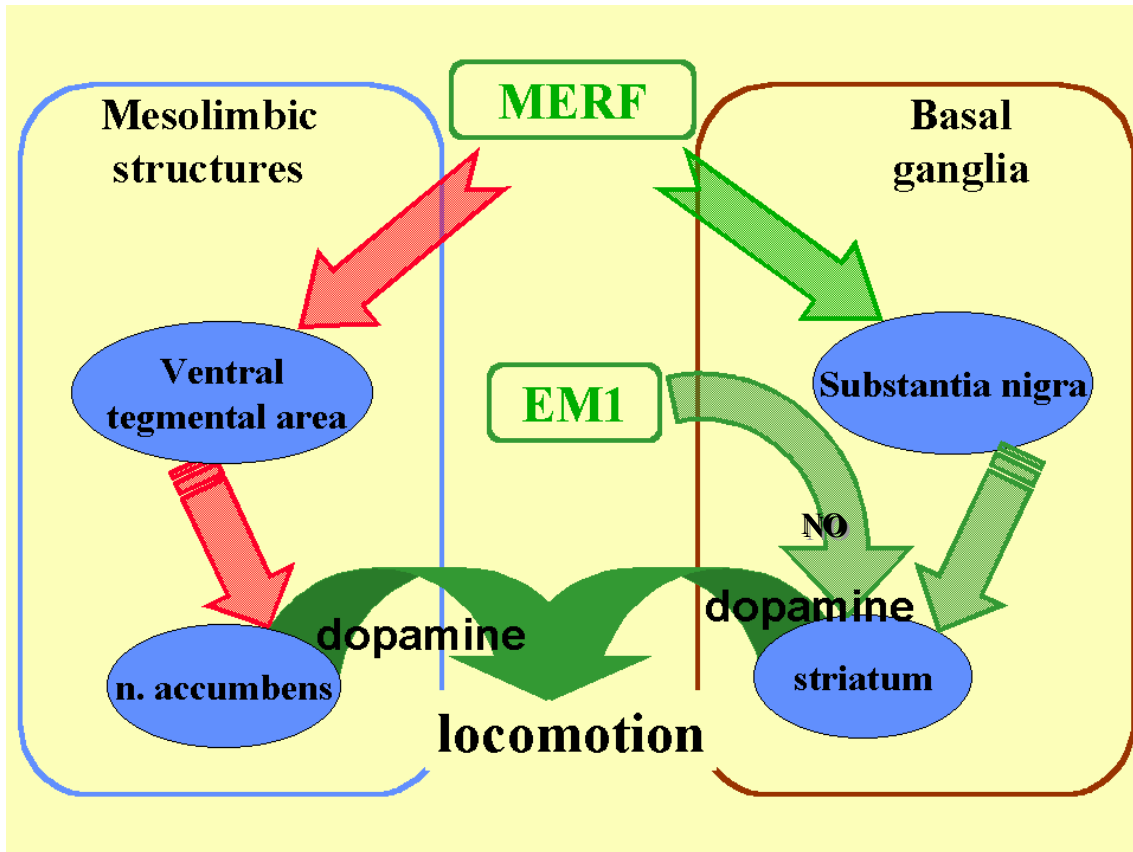 MERF
Mesolimbic
structures
Basal
ganglia
Ventral
tegmental area
EM1
Substantia nigra
NO
dopamine
dopamine
n. accumbens
striatum
locomotion